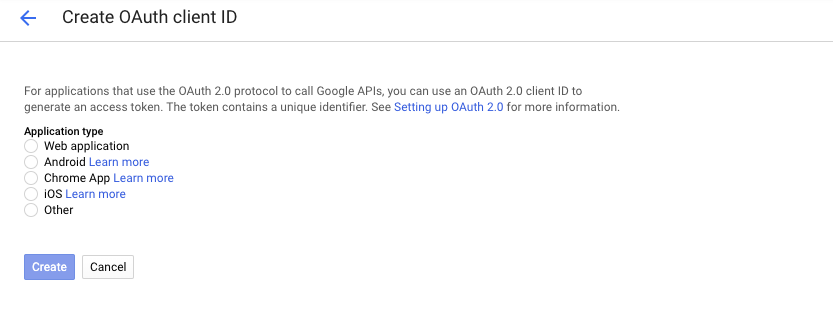 Create OAuth client ID
For applications that use the OAuth 2.0 protocol to call Google APIs, you can use an OAuth 2.0 client ID to
generate an access token. The token contains a unique identifier. See Setting up OAuth 2.0 for more information.
Application type
Web application
Android Learn more
Chrome App Learn more
iOS Learn more
Other
Create Cancel